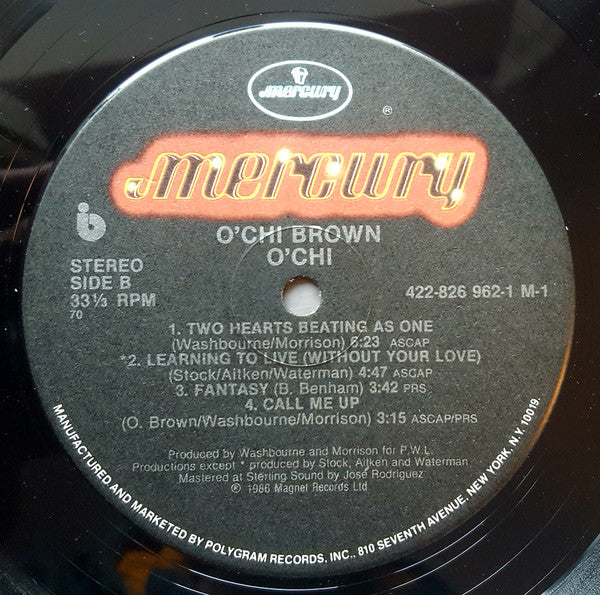 mercury
®
mercury
O'CHI BROWN
O'CHI
STEREO
SIDE B
33⅓ RPM
70
422-826 962-1 M-1
1. TWO HEARTS BEATING AS ONE
(Washbourne/Morrison) 6:23 ASCAP
*2. LEARNING TO LIVE (WITHOUT YOUR LOVE)
(Stock/Aitken/Waterman) 4:47 ASCAP
3. FANTASY (B. Benham) 3:42 PRS
4. CALL ME UP
(O. Brown/Washbourne/Morrison) 3:15 ASCAP/PRS
Produced by Washbourne and Morrison for P.W.L.
Productions except * produced by Stock, Aitken and Waterman
Mastered at Sterling Sound by José Rodriguez
℗ 1986 Magnet Records Ltd
MANUFACTURED AND MARKETED BY POLYGRAM RECORDS, INC., 810 SEVENTH AVENUE, NEW YORK, N.Y. 10019.